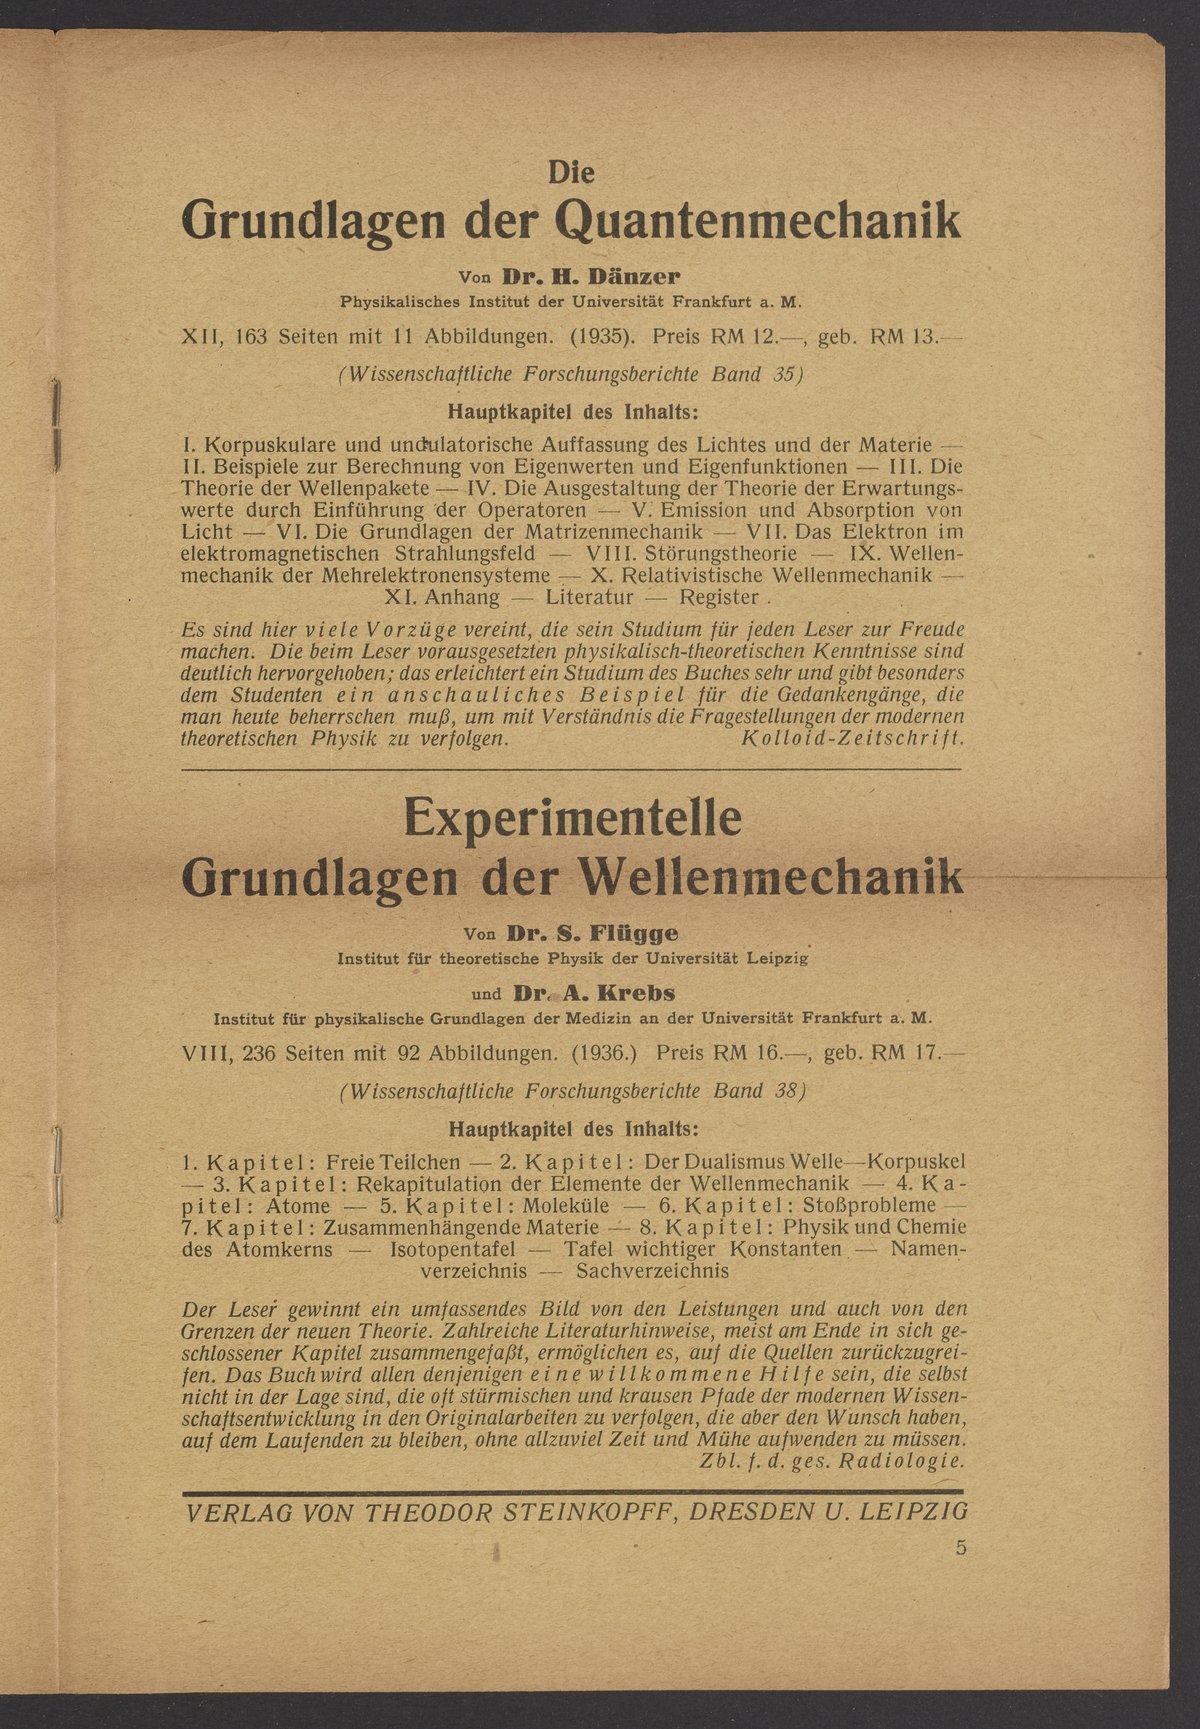 Die
Grundlagen der Quantenmechanik
Von Dr. H. Dänzer
Physikalisches Institut der Universität Frankfurt a. M.
XII, 163 Seiten mit 11 Abbildungen. (1935). Preis RM 12.—, geb. RM 13.—
(Wissenschaftliche Forschungsberichte Band 35)
Hauptkapitel des Inhalts:
I. Korpuskulare und undulatorische Auffassung des Lichtes und der Materie —
II. Beispiele zur Berechnung von Eigenwerten und Eigenfunktionen — III. Die
Theorie der Wellenpakete — IV. Die Ausgestaltung der Theorie der Erwartungs-
werte durch Einführung der Operatoren — V. Emission und Absorption von
Licht — VI. Die Grundlagen der Matrizenmechanik — VII. Das Elektron im
elektromagnetischen Strahlungsfeld — VIII. Störungstheorie — IX. Wellen-
mechanik der Mehrelektronensysteme — X. Relativistische Wellenmechanik —
XI. Anhang — Literatur — Register .
Es sind hier viele Vorzüge vereint, die sein Studium für jeden Leser zur Freude
machen. Die beim Leser vorausgesetzten physikalisch-theoretischen Kenntnisse sind
deutlich hervorgehoben; das erleichtert ein Studium des Buches sehr und gibt besonders
dem Studenten ein anschauliches Beispiel für die Gedankengänge, die
man heute beherrschen muß, um mit Verständnis die Fragestellungen der modernen
theoretischen Physik zu verfolgen. Kolloid-Zeitschrift.
Experimentelle
Grundlagen der Wellenmechanik
Von Dr. S. Flügge
Institut für theoretische Physik der Universität Leipzig
und Dr. A. Krebs
Institut für physikalische Grundlagen der Medizin an der Universität Frankfurt a. M.
VIII, 236 Seiten mit 92 Abbildungen. (1936.) Preis RM 16.—, geb. RM 17.—
(Wissenschaftliche Forschungsberichte Band 38)
Hauptkapitel des Inhalts:
1. Kapitel: Freie Teilchen — 2. Kapitel: Der Dualismus Welle—Korpuskel
— 3. Kapitel: Rekapitulation der Elemente der Wellenmechanik — 4. Ka-
pitel: Atome — 5. Kapitel: Moleküle — 6. Kapitel: Stoßprobleme —
7. Kapitel: Zusammenhängende Materie — 8. Kapitel: Physik und Chemie
des Atomkerns — Isotopentafel — Tafel wichtiger Konstanten — Namen-
verzeichnis — Sachverzeichnis
Der Leser gewinnt ein umfassendes Bild von den Leistungen und auch von den
Grenzen der neuen Theorie. Zahlreiche Literaturhinweise, meist am Ende in sich ge-
schlossener Kapitel zusammengefaßt, ermöglichen es, auf die Quellen zurückzugrei-
fen. Das Buch wird allen denjenigen eine willkommene Hilfe sein, die selbst
nicht in der Lage sind, die oft stürmischen und krausen Pfade der modernen Wissen-
schaftsentwicklung in den Originalarbeiten zu verfolgen, die aber den Wunsch haben,
auf dem Laufenden zu bleiben, ohne allzuviel Zeit und Mühe aufwenden zu müssen.
Zbl. f. d. ges. Radiologie.
VERLAG VON THEODOR STEINKOPFF, DRESDEN U. LEIPZIG
5